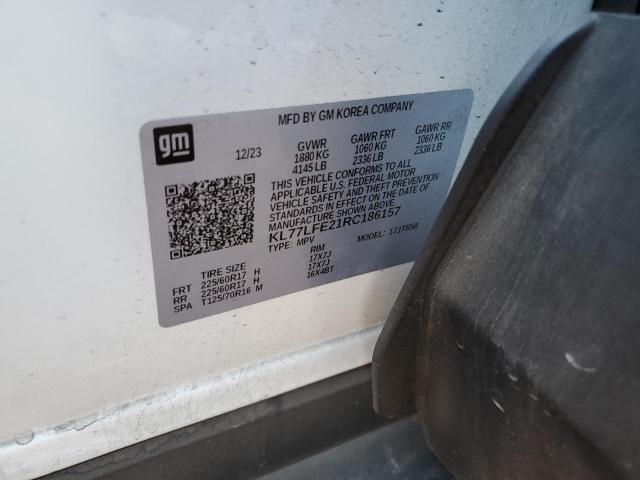 MFD BY GM KOREA COMPANY
gm
12/23
GVWR GAWR FRT GAWR RR
1880 KG 1060 KG 1060 KG
4145 LB 2336 LB 2336 LB
THIS VEHICLE CONFORMS TO ALL
APPLICABLE U.S. FEDERAL MOTOR
VEHICLE SAFETY AND THEFT PREVENTION
STANDARDS IN EFFECT ON THE DATE OF
MANUFACTURE SHOWN ABOVE.
KL77LFE21RC186157
TYPE: MPV MODEL: 1TR58
TIRE SIZE RIM
FRT 225/60R17 H 17X7J
RR 225/60R17 H 17X7J
SPA T125/70R16 M 16X4BT